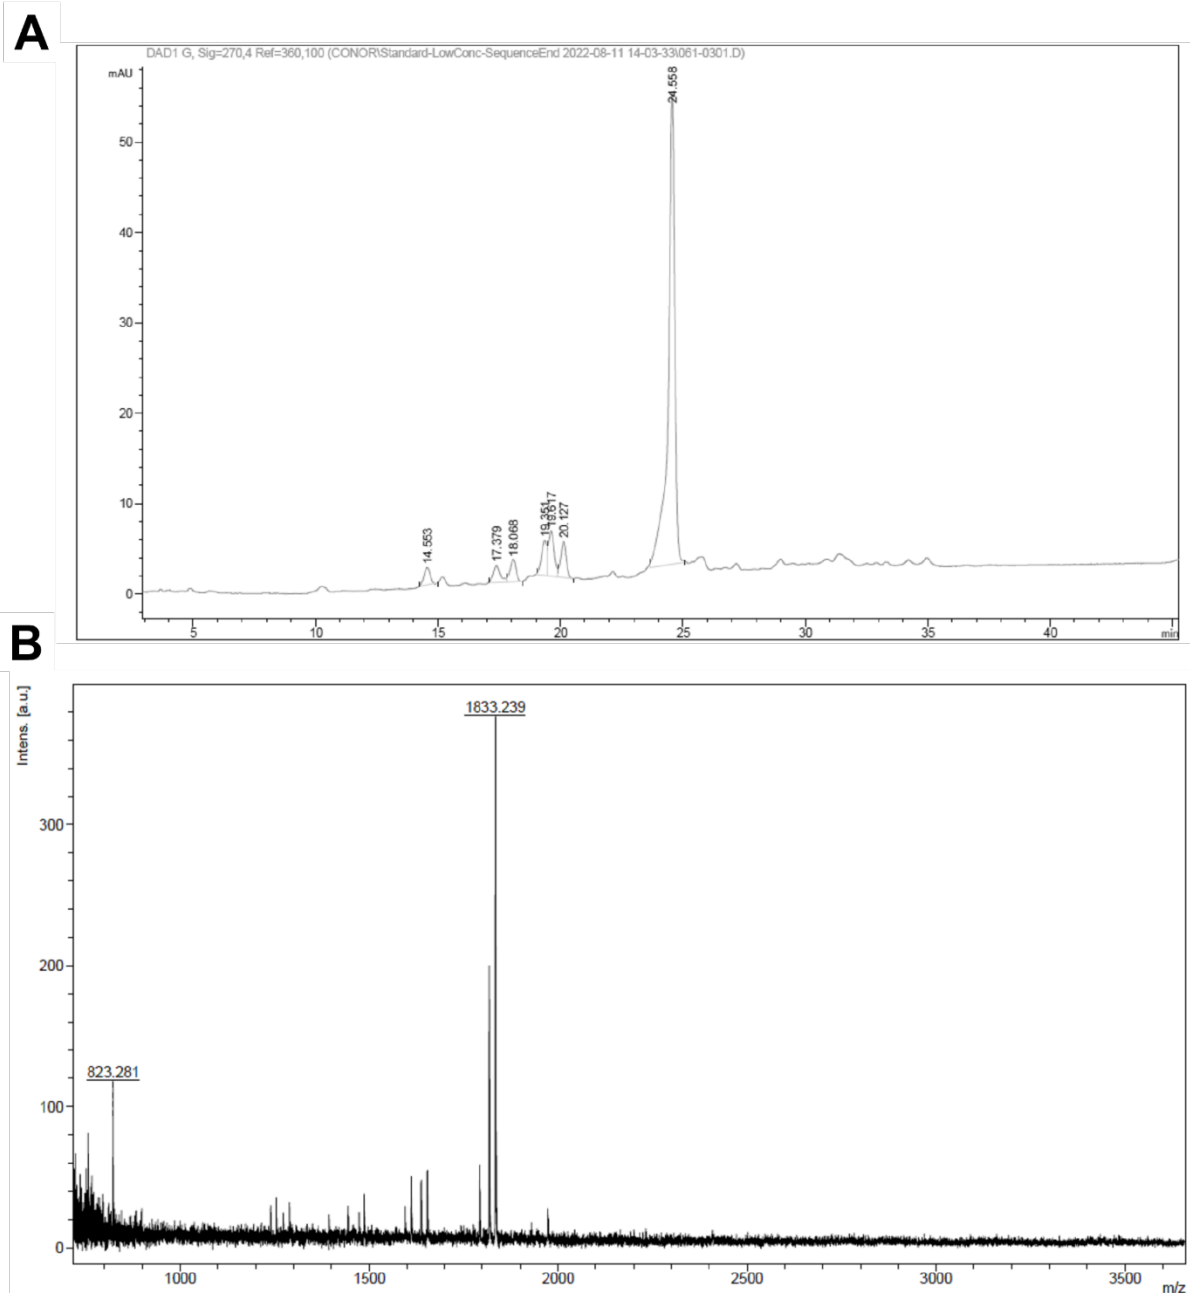 A
DAD1 G, Sig=270,4 Ref=360,100 (CONOR\Standard-LowConc-SequenceEnd 2022-08-11 14-03-33\061-0301.D)
mAU
50
40
30
20
10
0
14.553
17.379
18.068
19.351
19.617
20.127
24.558
5 10 15 20 25 30 35 40 min
B
Intens. [a.u.]
300
200
100
0
823.281
1833.239
1000 1500 2000 2500 3000 3500
m/z